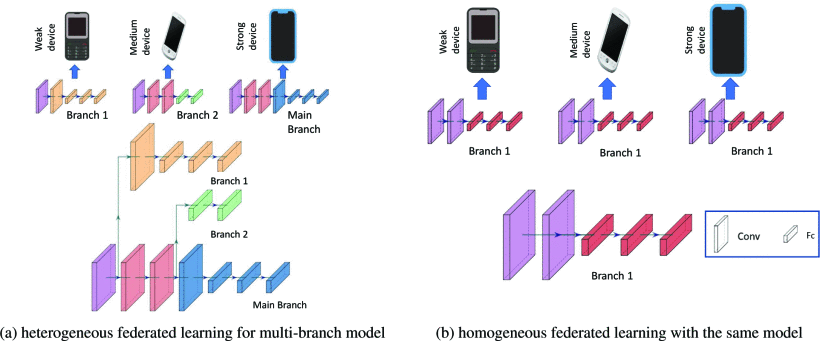 Weak device
Medium device
Strong device
Branch 1
Branch 2
Main Branch
Branch 1
Branch 2
Main Branch
(a) heterogeneous federated learning for multi-branch model
Weak device
Medium device
Strong device
Branch 1
Branch 1
Branch 1
Branch 1
Conv
Fc
(b) homogeneous federated learning with the same model